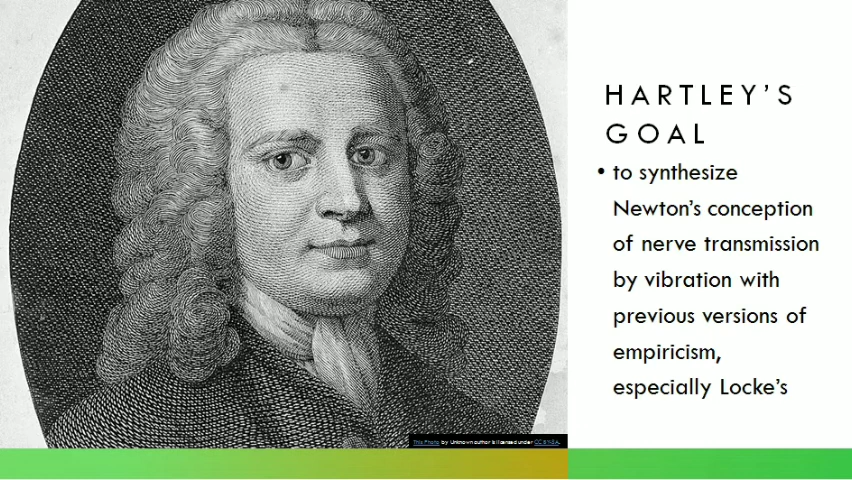 HARTLEY'S
GOAL
• to synthesize
Newton's conception
of nerve transmission
by vibration with
previous versions of
empiricism,
especially Locke's
This Photo by Unknown author is licensed under CC BY-SA.